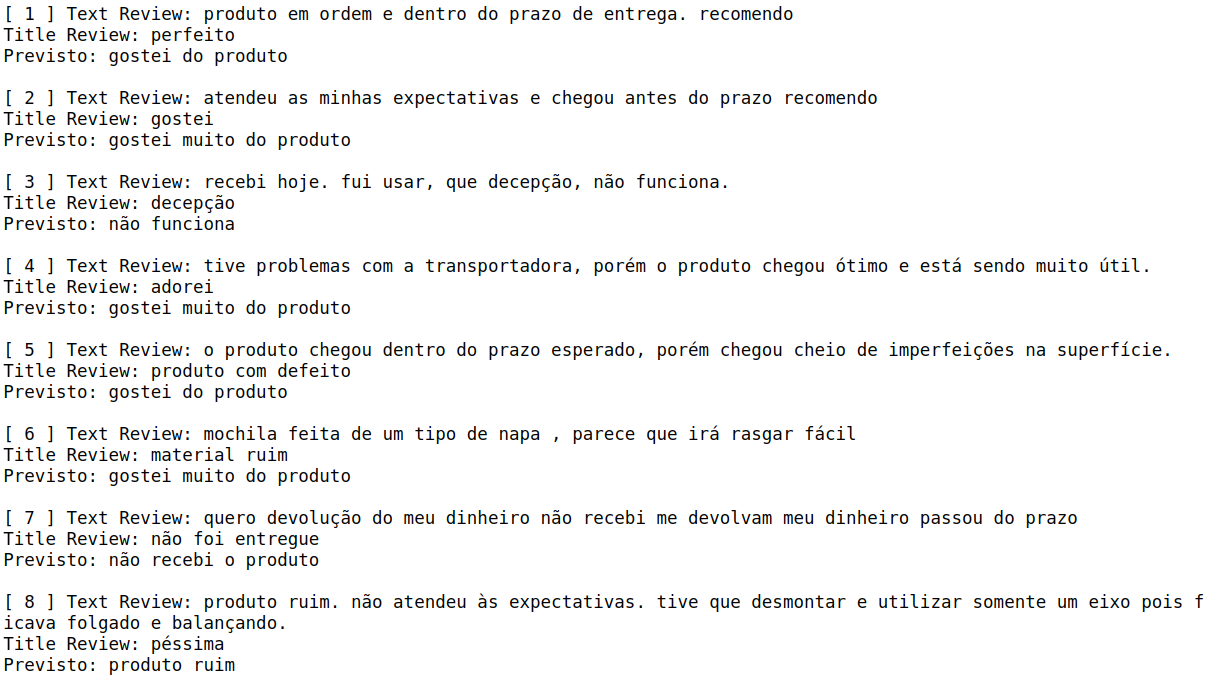 [ 1 ] Text Review: produto em ordem e dentro do prazo de entrega. recomendo
Title Review: perfeito
Previsto: gostei do produto
[ 2 ] Text Review: atendeu as minhas expectativas e chegou antes do prazo recomendo
Title Review: gostei
Previsto: gostei muito do produto
[ 3 ] Text Review: recebi hoje. fui usar, que decepção, não funciona.
Title Review: decepção
Previsto: não funciona
[ 4 ] Text Review: tive problemas com a transportadora, porém o produto chegou ótimo e está sendo muito útil.
Title Review: adorei
Previsto: gostei muito do produto
[ 5 ] Text Review: o produto chegou dentro do prazo esperado, porém chegou cheio de imperfeições na superfície.
Title Review: produto com defeito
Previsto: gostei do produto
[ 6 ] Text Review: mochila feita de um tipo de napa , parece que irá rasgar fácil
Title Review: material ruim
Previsto: gostei muito do produto
[ 7 ] Text Review: quero devolução do meu dinheiro não recebi me devolvam meu dinheiro passou do prazo
Title Review: não foi entregue
Previsto: não recebi o produto
[ 8 ] Text Review: produto ruim. não atendeu às expectativas. tive que desmontar e utilizar somente um eixo pois f
icava folgado e balançando.
Title Review: péssima
Previsto: produto ruim